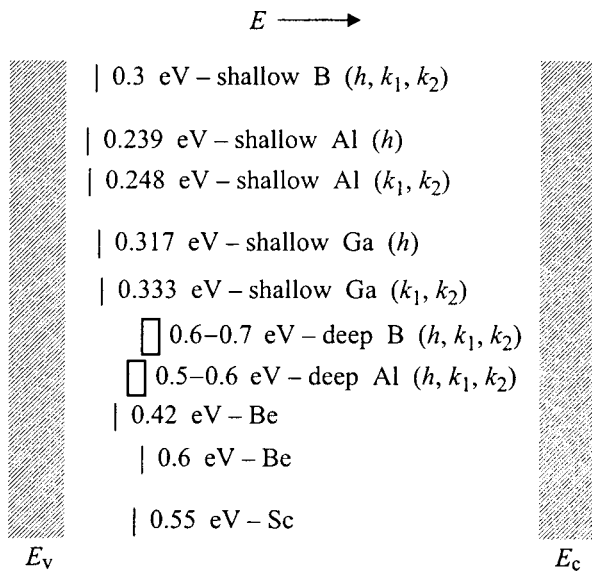 E
0.3 eV – shallow B (h, k₁, k₂)
0.239 eV – shallow Al (h)
0.248 eV – shallow Al (k₁, k₂)
0.317 eV – shallow Ga (h)
0.333 eV – shallow Ga (k₁, k₂)
0.6–0.7 eV – deep B (h, k₁, k₂)
0.5–0.6 eV – deep Al (h, k₁, k₂)
0.42 eV – Be
0.6 eV – Be
0.55 eV – Sc
Eᵥ E꜀